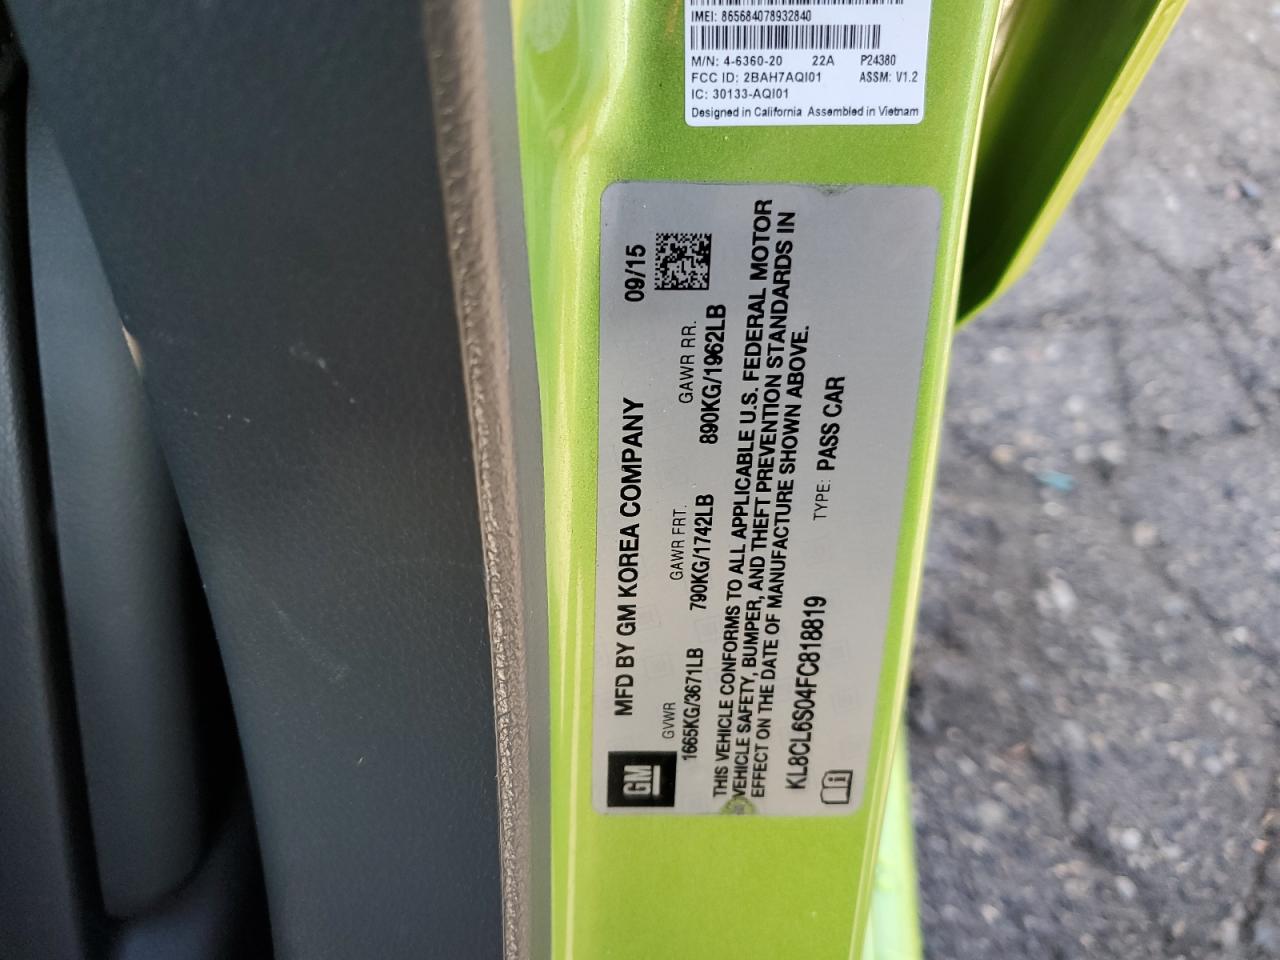 IMEI: 865684078932840
M/N: 4-6360-20 22A P24380
FCC ID: 2BAH7AQI01 ASSM: V1.2
IC: 30133-AQI01
Designed in California Assembled in Vietnam
GM
MFD BY GM KOREA COMPANY 09/15
GVWR GAWR FRT. GAWR RR.
1665KG/3671LB 790KG/1742LB 890KG/1962LB
THIS VEHICLE CONFORMS TO ALL APPLICABLE U.S. FEDERAL MOTOR
VEHICLE SAFETY, BUMPER, AND THEFT PREVENTION STANDARDS IN
EFFECT ON THE DATE OF MANUFACTURE SHOWN ABOVE.
KL8CL6S04FC818819 TYPE: PASS CAR